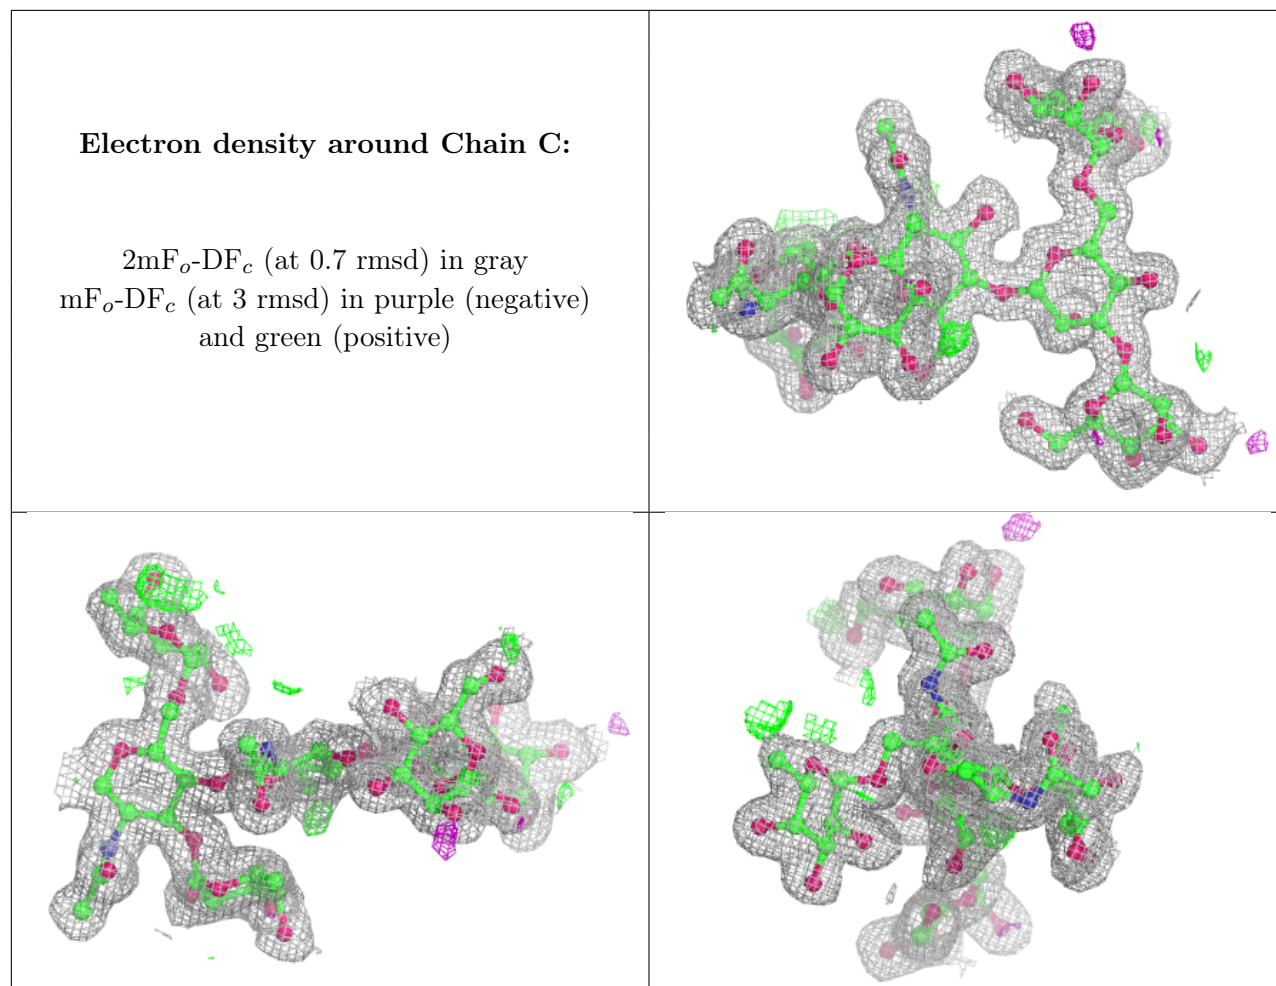 Electron density around Chain C:
2mFo-DFc (at 0.7 rmsd) in gray
mFo-DFc (at 3 rmsd) in purple (negative)
and green (positive)